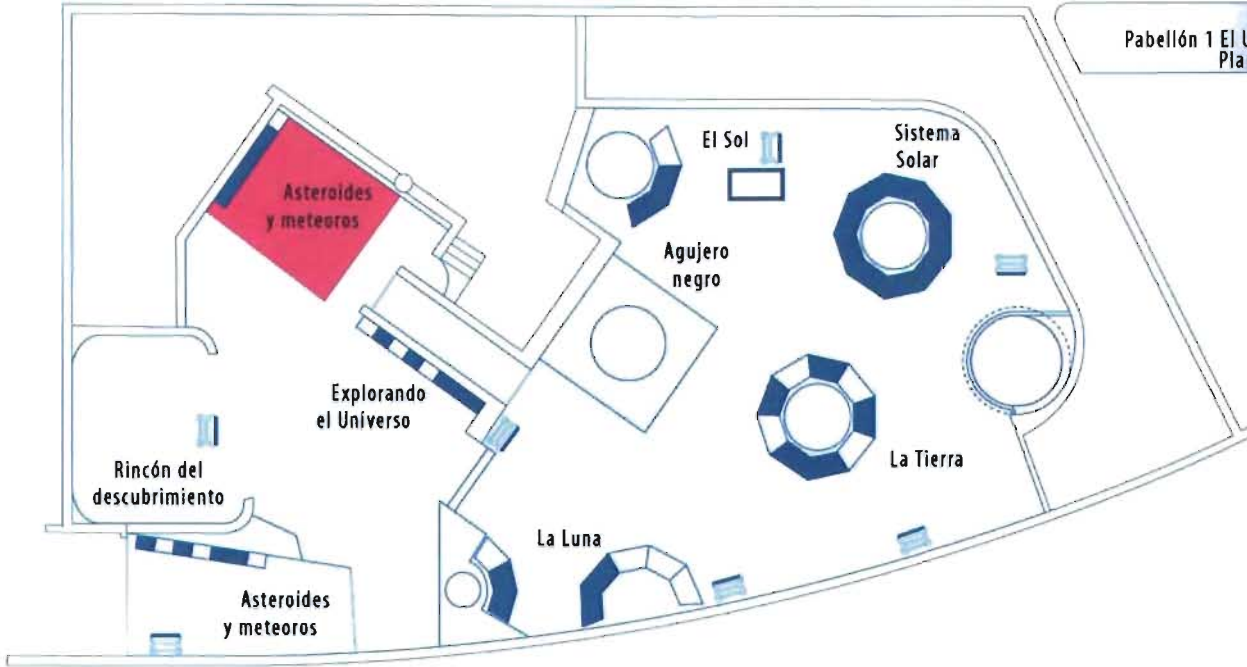 Pabellón 1 El
Asteroides
y meteoros
El Sol
Sistema
Solar
Agujero
negro
Explorando
el Universo
Rincón del
descubrimiento
La Tierra
La Luna
Asteroides
y meteoros